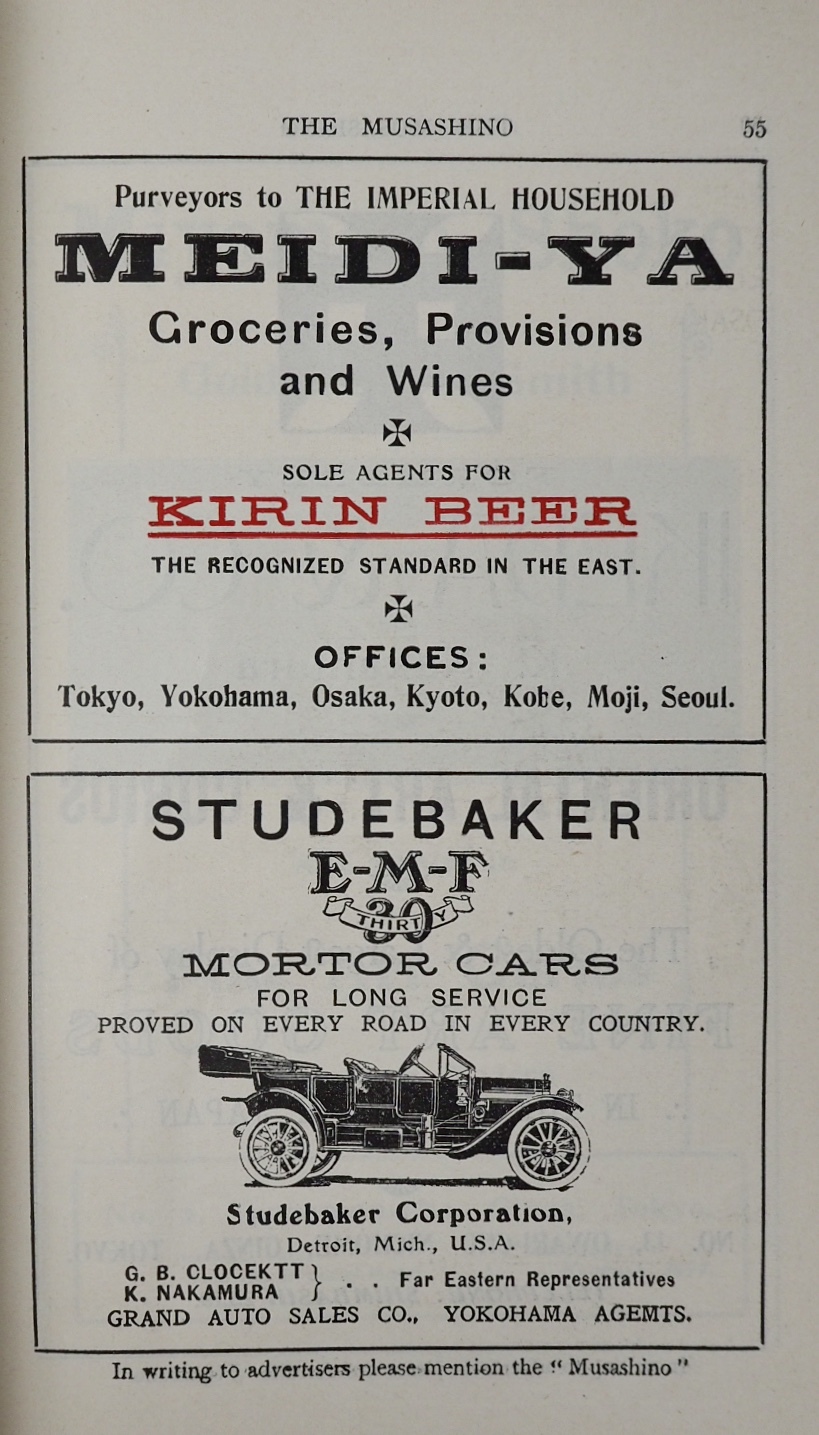 THE MUSASHINO 55
Purveyors to THE IMPERIAL HOUSEHOLD
MEIDI-YA
Groceries, Provisions
and Wines
SOLE AGENTS FOR
KIRIN BEER
THE RECOGNIZED STANDARD IN THE EAST.
OFFICES:
Tokyo, Yokohama, Osaka, Kyoto, Kobe, Moji, Seoul.
STUDEBAKER
E-M-F
30
THIRTY
MORTOR CARS
FOR LONG SERVICE
PROVED ON EVERY ROAD IN EVERY COUNTRY.
Studebaker Corporation,
Detroit, Mich., U.S.A.
G. B. CLOCEKTT
K. NAKAMURA } . . Far Eastern Representatives
GRAND AUTO SALES CO., YOKOHAMA AGEMTS.
In writing to advertisers please mention the "Musashino"